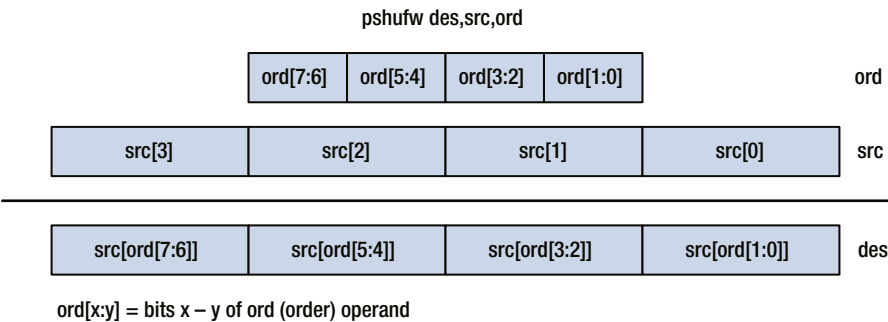 pshufw des,src,ord
ord[7:6] ord[5:4] ord[3:2] ord[1:0] ord
src[3] src[2] src[1] src[0] src
src[ord[7:6]] src[ord[5:4]] src[ord[3:2]] src[ord[1:0]] des
ord[x:y] = bits x – y of ord (order) operand